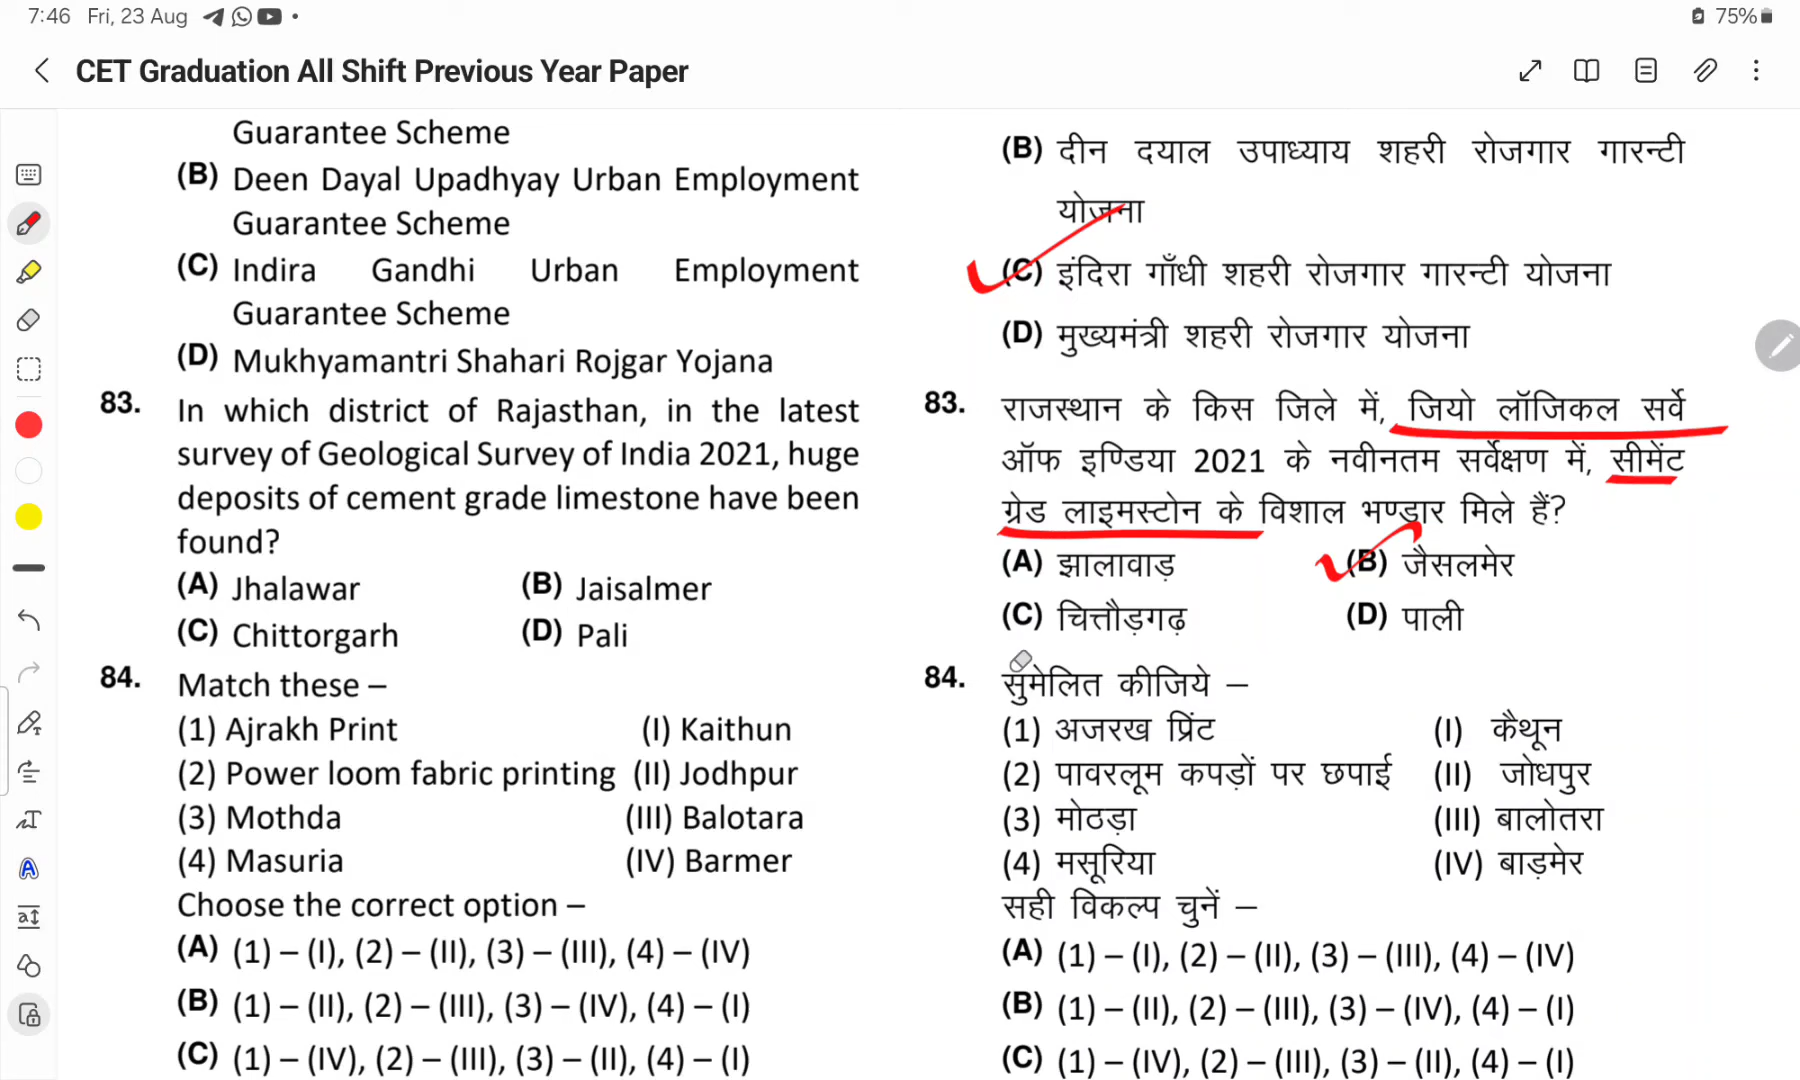 7:46 Fri, 23 Aug
75%
CET Graduation All Shift Previous Year Paper
Guarantee Scheme
(B) Deen Dayal Upadhyay Urban Employment
Guarantee Scheme
(C) Indira Gandhi Urban Employment
Guarantee Scheme
(D) Mukhyamantri Shahari Rojgar Yojana
83. In which district of Rajasthan, in the latest
survey of Geological Survey of India 2021, huge
deposits of cement grade limestone have been
found?
(A) Jhalawar (B) Jaisalmer
(C) Chittorgarh (D) Pali
84. Match these –
(1) Ajrakh Print (I) Kaithun
(2) Power loom fabric printing (II) Jodhpur
(3) Mothda (III) Balotara
(4) Masuria (IV) Barmer
Choose the correct option –
(A) (1) – (I), (2) – (II), (3) – (III), (4) – (IV)
(B) (1) – (II), (2) – (III), (3) – (IV), (4) – (I)
(C) (1) – (IV), (2) – (III), (3) – (II), (4) – (I)
(B) दीन दयाल उपाध्याय शहरी रोजगार गारन्टी
योजना
(C) इंदिरा गाँधी शहरी रोजगार गारन्टी योजना
(D) मुख्यमंत्री शहरी रोजगार योजना
83. राजस्थान के किस जिले में, जियो लॉजिकल सर्वे
ऑफ इण्डिया 2021 के नवीनतम सर्वेक्षण में, सीमेंट
ग्रेड लाइमस्टोन के विशाल भण्डार मिले हैं?
(A) झालावाड़ (B) जैसलमेर
(C) चित्तौड़गढ़ (D) पाली
84. सुमेलित कीजिये –
(1) अजरख प्रिंट (I) कैथून
(2) पावरलूम कपड़ों पर छपाई (II) जोधपुर
(3) मोठड़ा (III) बालोतरा
(4) मसूरिया (IV) बाड़मेर
सही विकल्प चुनें –
(A) (1) – (I), (2) – (II), (3) – (III), (4) – (IV)
(B) (1) – (II), (2) – (III), (3) – (IV), (4) – (I)
(C) (1) – (IV), (2) – (III), (3) – (II), (4) – (I)